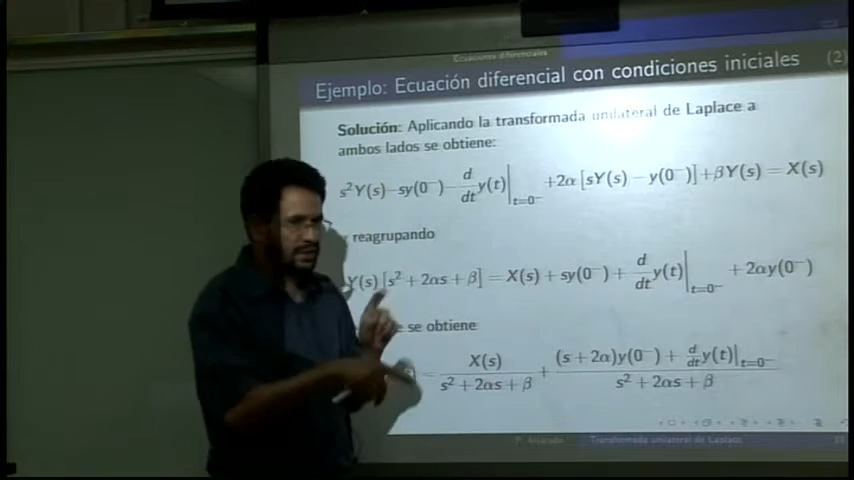 Ecuaciones diferenciales
Ejemplo: Ecuación diferencial con condiciones iniciales (2)
Solución: Aplicando la transformada unilateral de Laplace a
ambos lados se obtiene:
s²Y(s)−sy(0⁻)−d/dt y(t)|ₜ₌₀⁻ +2α[sY(s)−y(0⁻)]+βY(s) = X(s)
reagrupando
Y(s)[s² + 2αs + β] = X(s) + sy(0⁻) + d/dt y(t)|ₜ₌₀⁻ + 2αy(0⁻)
se obtiene
= X(s)/(s² + 2αs + β) + ((s + 2α)y(0⁻) + d/dt y(t)|ₜ₌₀⁻)/(s² + 2αs + β)
P. Alvarado Transformada unilateral de Laplace